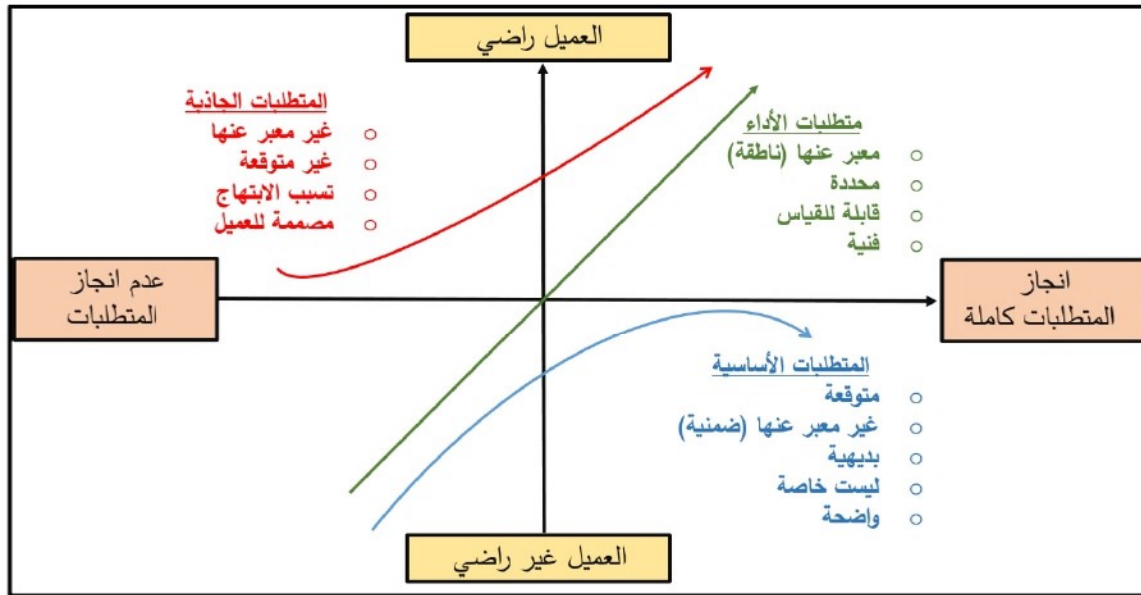 العميل راضي
المتطلبات الجاذبة
غير معبر عنها
غير متوقعة
تسبب الابتهاج
مصممة للعميل
متطلبات الأداء
معبر عنها (ناطقة)
محددة
قابلة للقياس
فنية
انجاز
المتطلبات كاملة
عدم انجاز
المتطلبات
المتطلبات الأساسية
متوقعة
غير معبر عنها (ضمنية)
بديهية
ليست خاصة
واضحة
العميل غير راضي